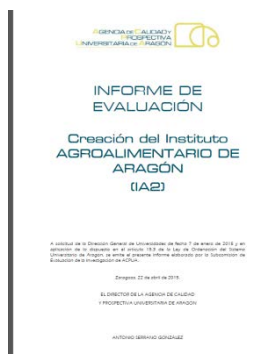 AGENCIA DE CALIDAD Y
PROSPECTIVA
UNIVERSITARIA DE ARAGÓN
INFORME DE
EVALUACIÓN
Creación del Instituto
AGROALIMENTARIO DE
ARAGÓN
(IA2)
A solicitud de la Dirección General de Universidades de fecha 7 de enero de 2015 y en
aplicación de lo dispuesto en el artículo 19.3 de la Ley de Ordenación del Sistema
Universitario de Aragón, se emite el presente informe elaborado por la Subcomisión de
Evaluación de la Investigación de ACPUA.
Zaragoza, 22 de abril de 2015.
EL DIRECTOR DE LA AGENCIA DE CALIDAD
Y PROSPECTIVA UNIVERSITARIA DE ARAGÓN
ANTONIO SERRANO GONZÁLEZ